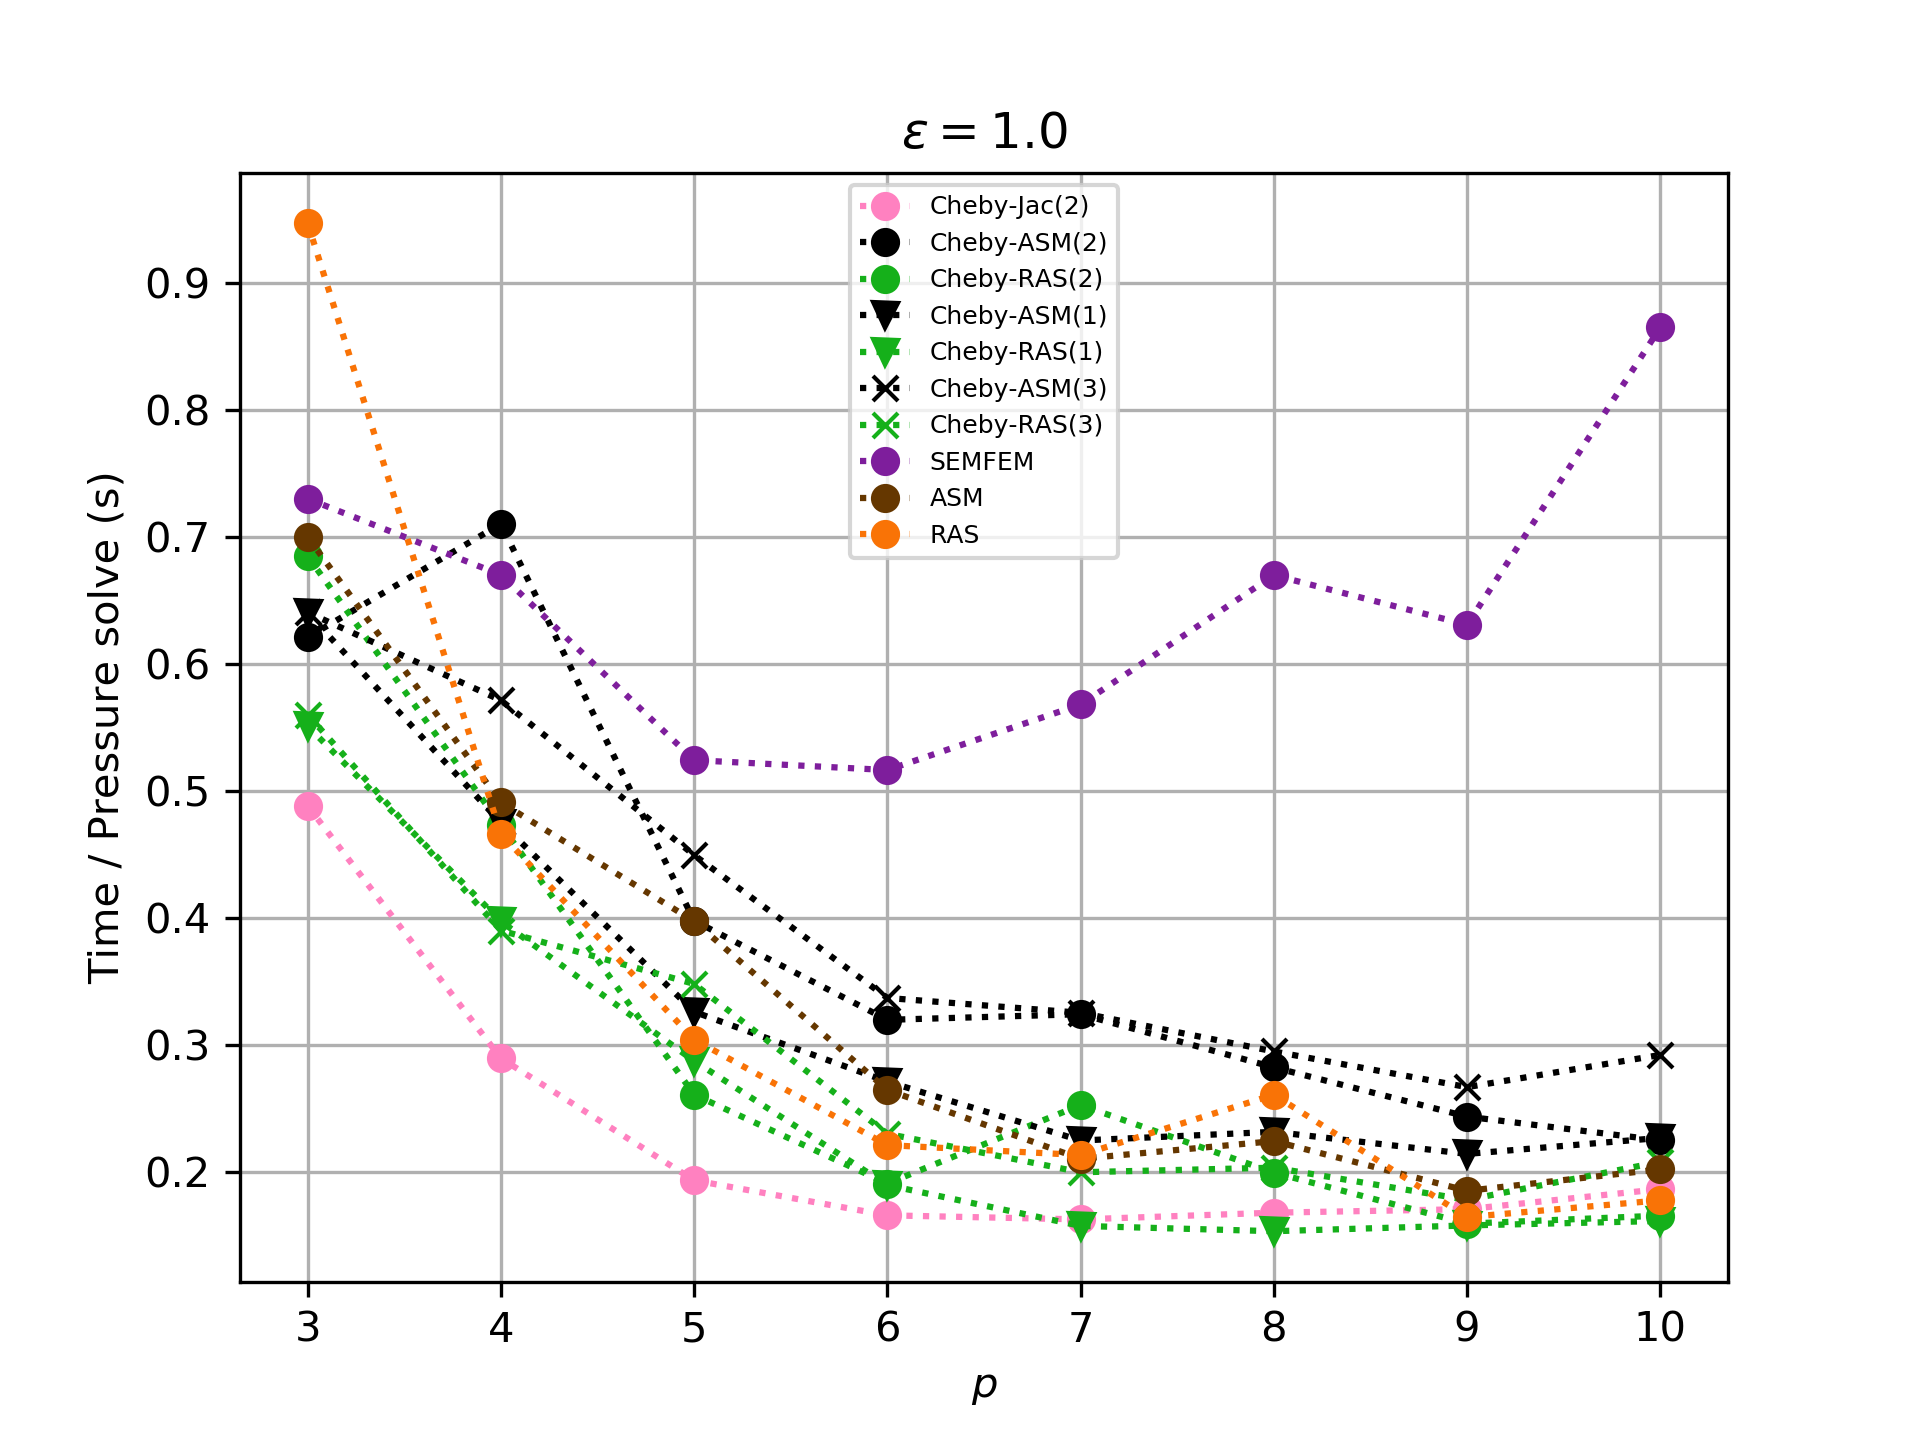 ε = 1.0
Cheby-Jac(2)
Cheby-ASM(2)
Cheby-RAS(2)
Cheby-ASM(1)
Cheby-RAS(1)
Cheby-ASM(3)
Cheby-RAS(3)
SEMFEM
ASM
RAS
Time / Pressure solve (s)
0.9
0.8
0.7
0.6
0.5
0.4
0.3
0.2
3 4 5 6 7 8 9 10
p